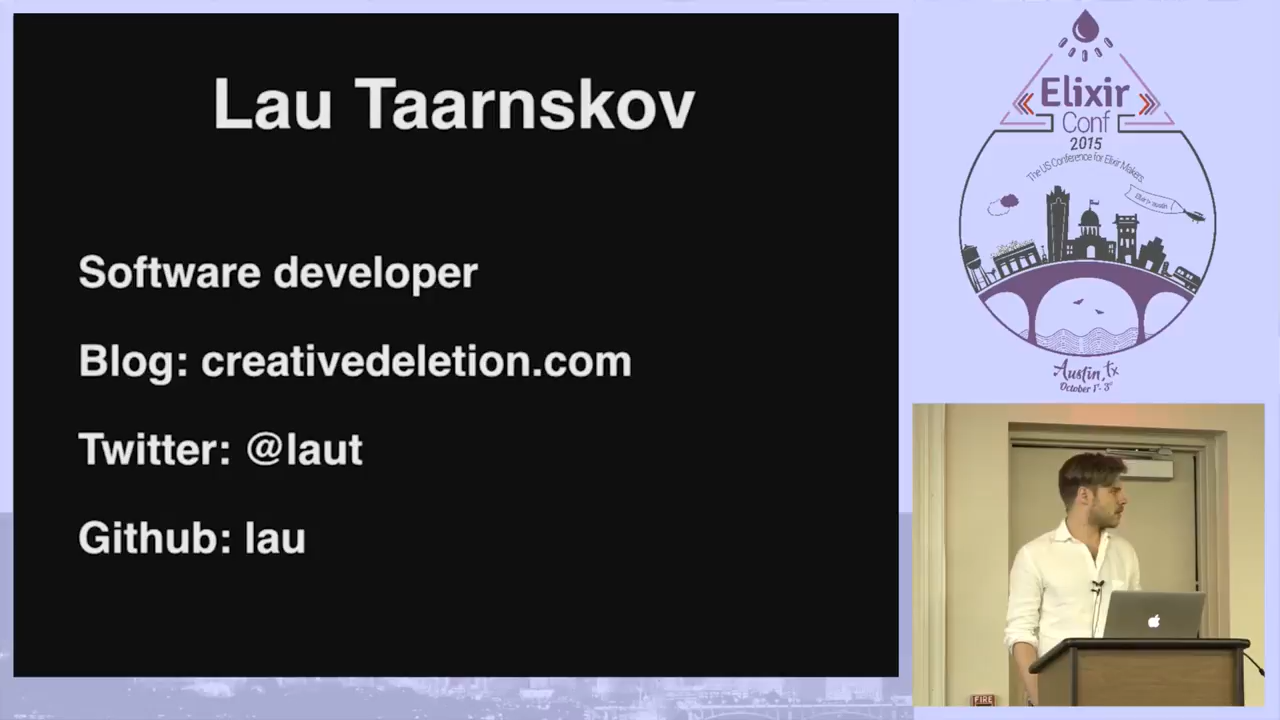 Lau Taarnskov
Software developer
Blog: creativedeletion.com
Twitter: @laut
Github: lau
Elixir
Conf
2015
The US Conference for Elixir Makers
Austin, TX
October 1st - 3rd
FIRE